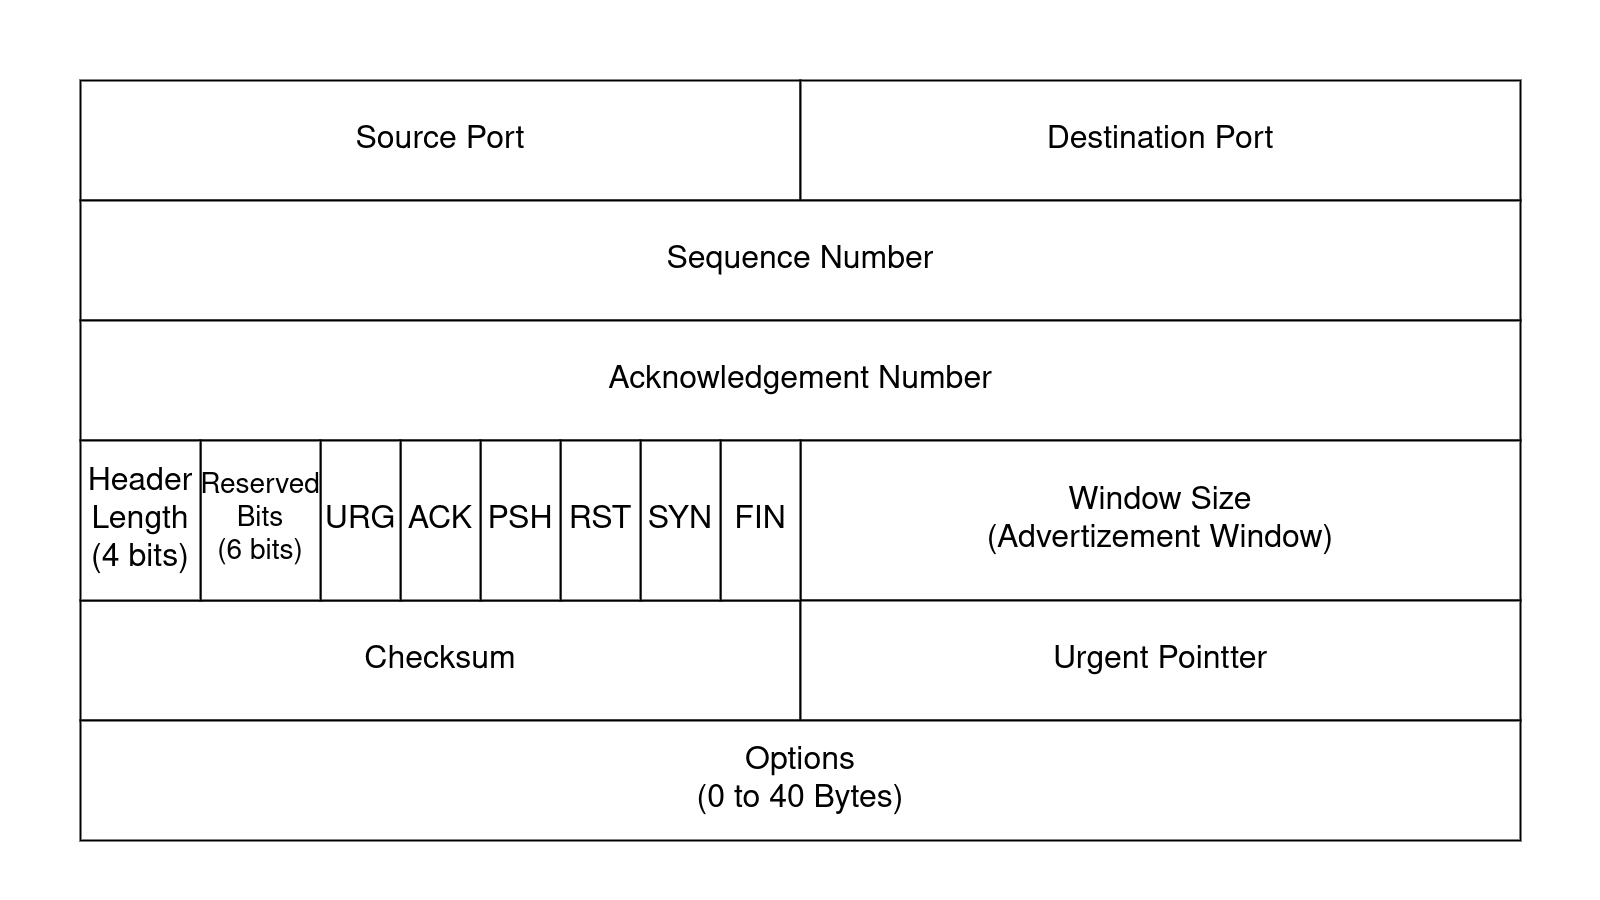 Source Port
Destination Port
Sequence Number
Acknowledgement Number
Header
Length
(4 bits)
Reserved
Bits
(6 bits)
URG
ACK
PSH
RST
SYN
FIN
Window Size
(Advertizement Window)
Checksum
Urgent Pointter
Options
(0 to 40 Bytes)